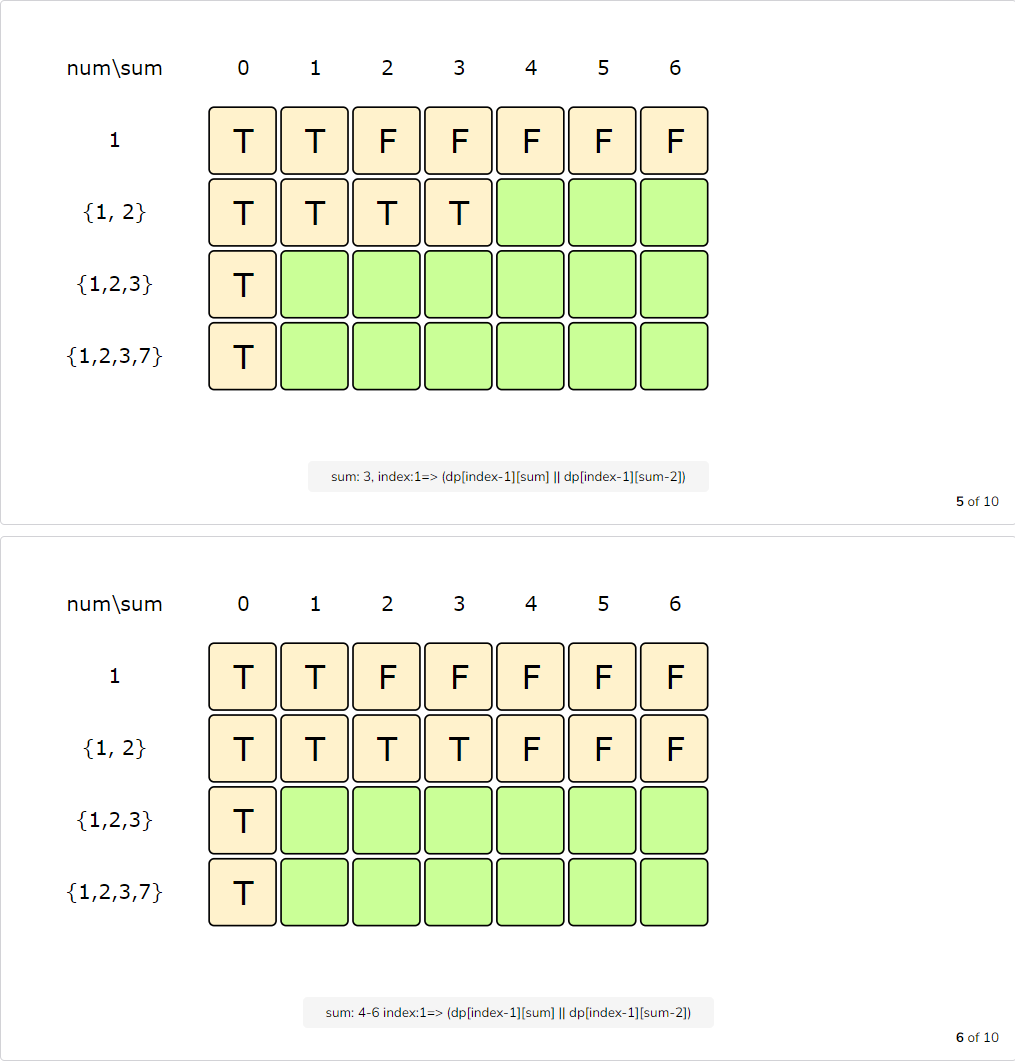 num\sum 0 1 2 3 4 5 6
1 T T F F F F F
{1, 2} T T T T
{1,2,3} T
{1,2,3,7} T
sum: 3, index:1=> (dp[index-1][sum] || dp[index-1][sum-2])
5 of 10
num\sum 0 1 2 3 4 5 6
1 T T F F F F F
{1, 2} T T T T F F F
{1,2,3} T
{1,2,3,7} T
sum: 4-6 index:1=> (dp[index-1][sum] || dp[index-1][sum-2])
6 of 10